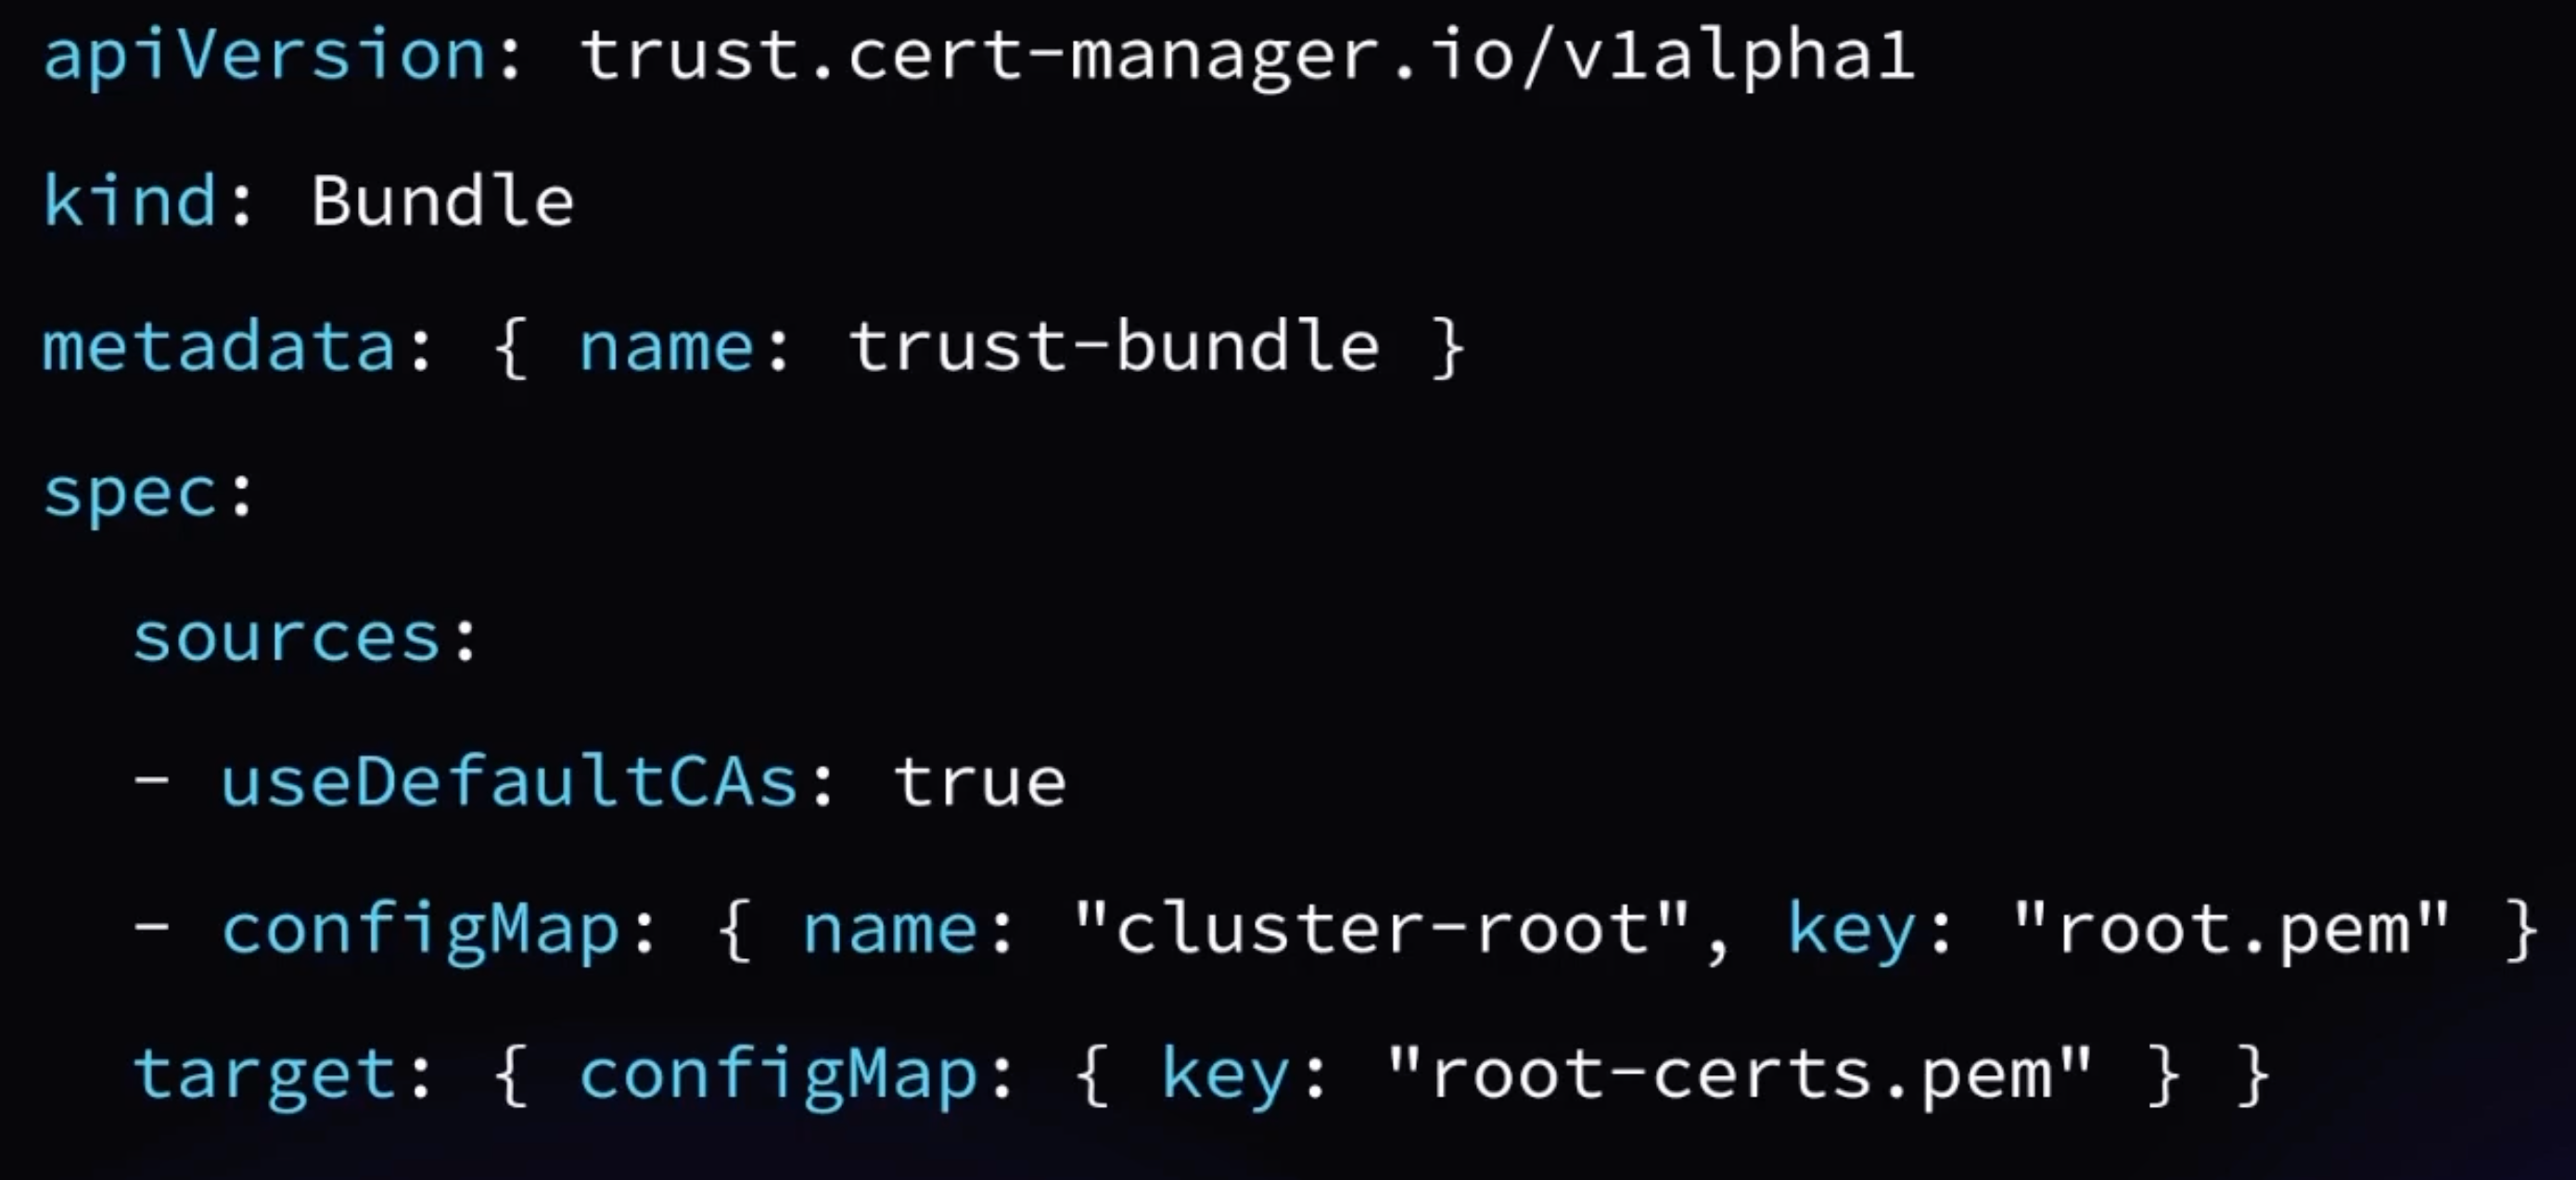 apiVersion: trust.cert-manager.io/v1alpha1
kind: Bundle
metadata: { name: trust-bundle }
spec:
  sources:
  - useDefaultCAs: true
  - configMap: { name: "cluster-root", key: "root.pem" }
  target: { configMap: { key: "root-certs.pem" } }